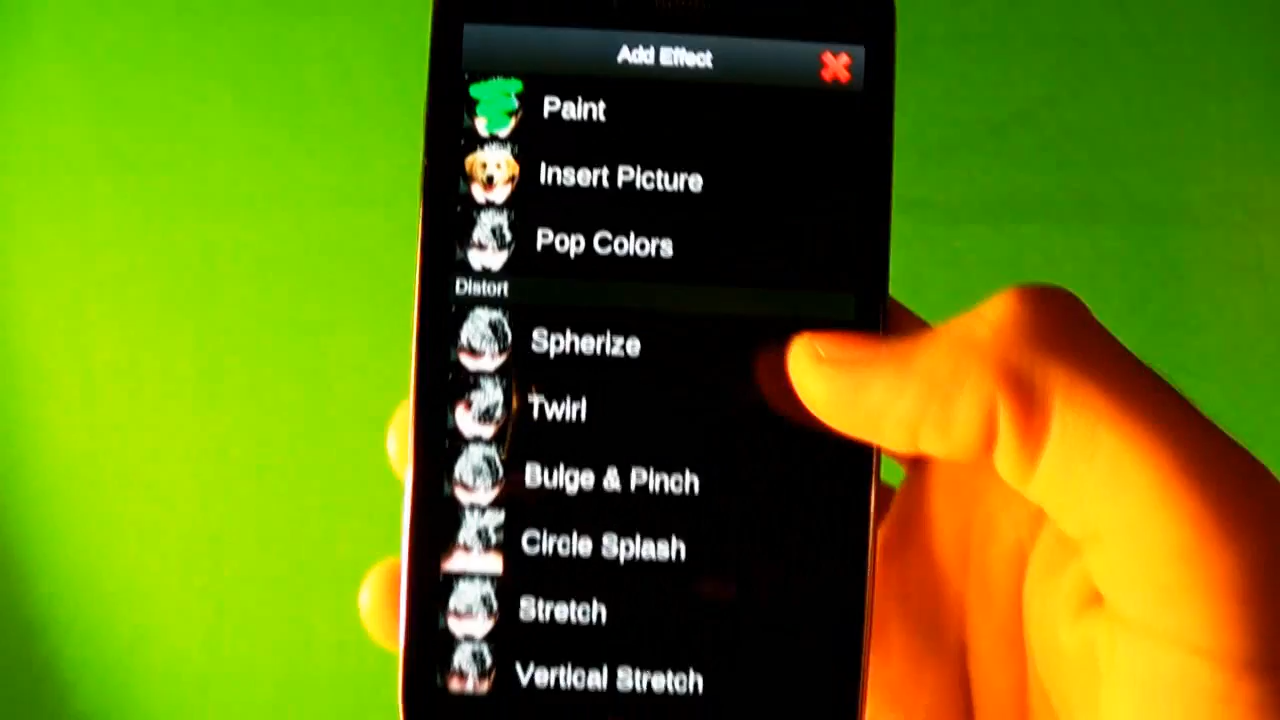 Add Effect
Paint
Insert Picture
Pop Colors
Distort
Spherize
Twirl
Bulge & Pinch
Circle Splash
Stretch
Vertical Stretch